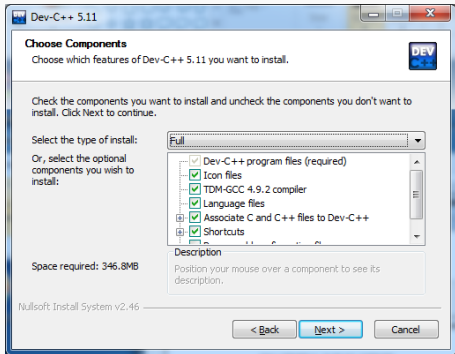 Dev-C++ 5.11
Choose Components
Choose which features of Dev-C++ 5.11 you want to install.
DEV
C++
Check the components you want to install and uncheck the components you don't want to
install. Click Next to continue.
Select the type of install:
Full
Or, select the optional
components you wish to
install:
Dev-C++ program files (required)
Icon files
TDM-GCC 4.9.2 compiler
Language files
Associate C and C++ files to Dev-C++
Shortcuts
Space required: 346.8MB
Description
Position your mouse over a component to see its
description.
Nullsoft Install System v2.46
< Back
Next >
Cancel